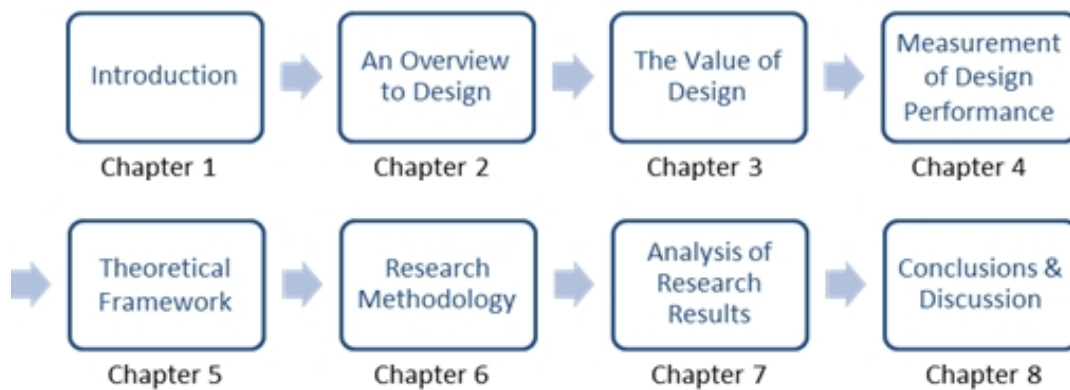 Introduction
An Overview
to Design
The Value of
Design
Measurement
of Design
Performance
Chapter 1
Chapter 2
Chapter 3
Chapter 4
Theoretical
Framework
Research
Methodology
Analysis of
Research
Results
Conclusions &
Discussion
Chapter 5
Chapter 6
Chapter 7
Chapter 8